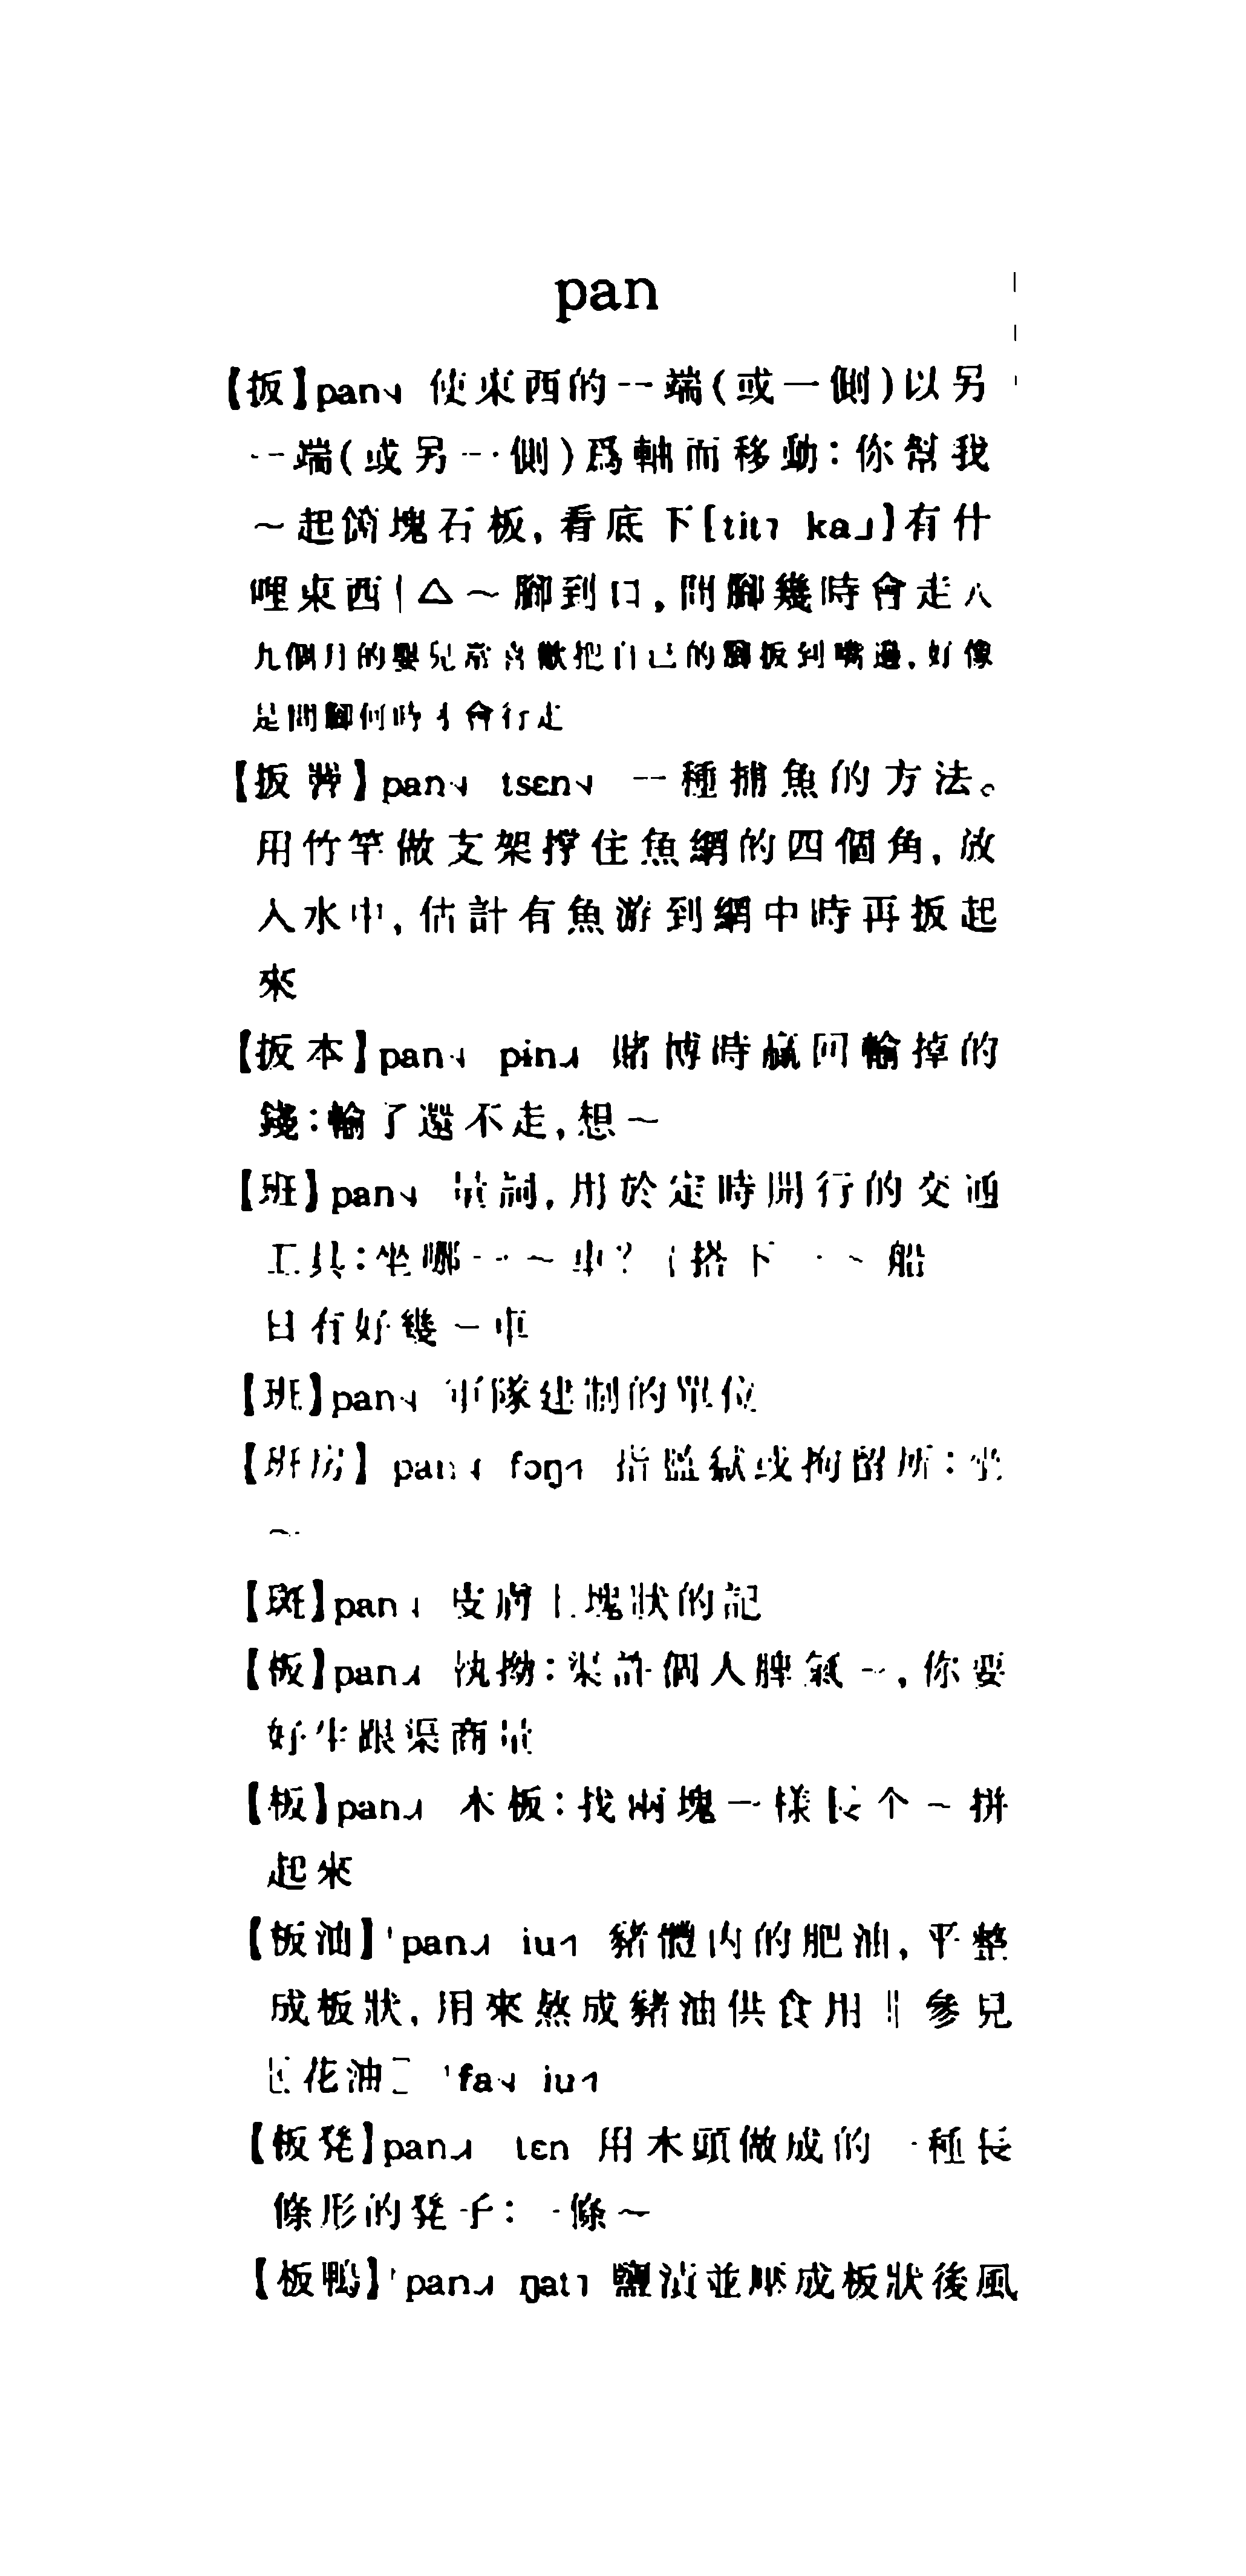 pan
【扳】pan˨ 使東西的一端(或一側)以另
一端(或另一側)爲軸而移動:你幫我
～起箇塊石板,看底下[tit˥ ka˩]有什
哩東西|△～腳到口,問腳幾時會走八
九個月的嬰兒常喜歡把自己的腳扳到嘴邊,好像
是問腳何時才會行走
【扳罾】pan˨ tsɛn˨ 一種捕魚的方法。
用竹竿做支架撑住魚網的四個角,放
入水中,估計有魚游到網中時再扳起
來
【扳本】pan˨ pɨn˩ 賭博時贏回輸掉的
錢:輸了還不走,想～
【班】pan˨ 量詞,用於定時開行的交通
工具:坐哪一～車?|搭下一～船
日有好幾～車
【班】pan˨ 軍隊建制的單位
【班房】pan˨ fɔŋ˧ 指監獄或拘留所:坐
～
【斑】pan˨ 皮膚上塊狀的記
【板】pan˩ 執拗:渠許個人脾氣～,你要
好生跟渠商量
【板】pan˩ 木板:找兩塊一樣長个～拼
起來
【板油】'pan˩ iu˧ 豬體内的肥油,平整
成板狀,用來熬成豬油供食用‖參見
【花油】'fa˨ iu˧
【板凳】pan˩ tɛn 用木頭做成的一種長
條形的凳子:一條～
【板鴨】'pan˩ ŋat˥ 鹽漬並壓成板狀後風